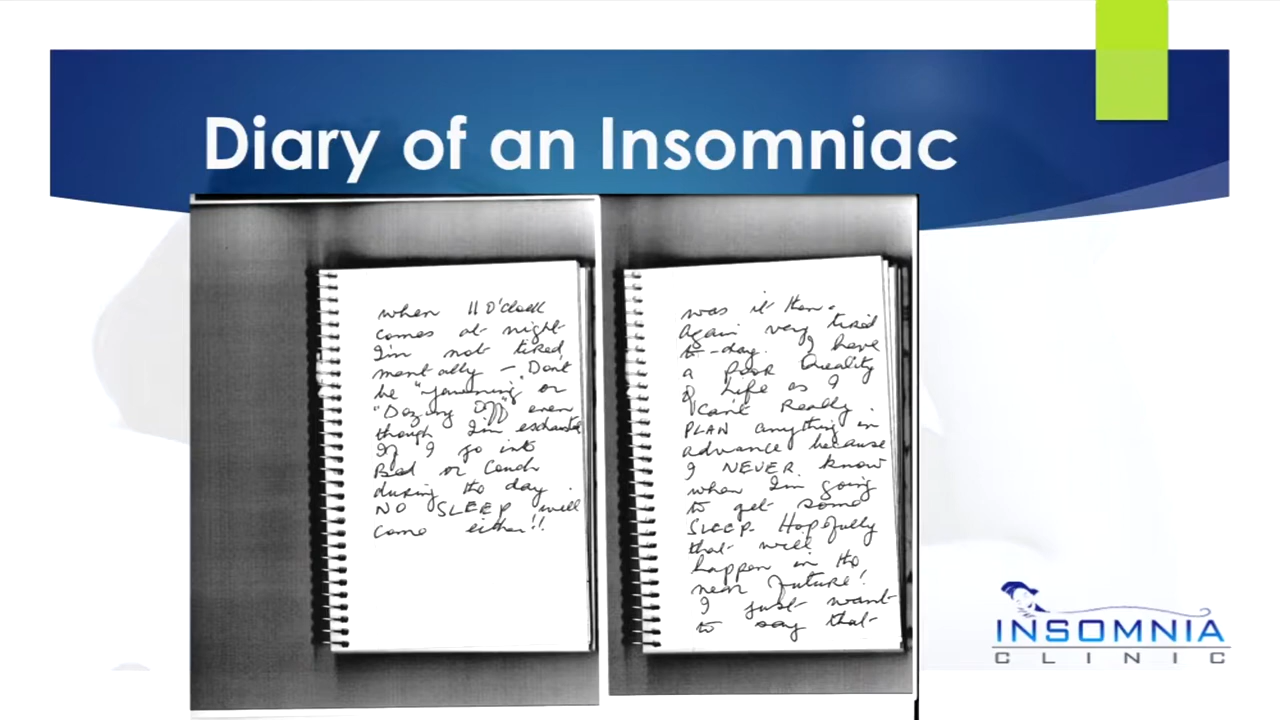 Diary of an Insomniac
when 11 O'clock
comes at night
I'm not tired
mentally – Don't
be "yawning" or
"Dozing Off" even
though I'm exhausted
If I go into
Bed or Couch
during the day.
NO SLEEP will
come either!!
was it then.
Again very tired
to-day. I have
a POOR Quality
of Life as I
Can't Really
PLAN anything in
advance because
I NEVER know
when I'm going
to get some
SLEEP. Hopefully
that will
happen in the
near future!
I just want
to say that
INSOMNIA
CLINIC